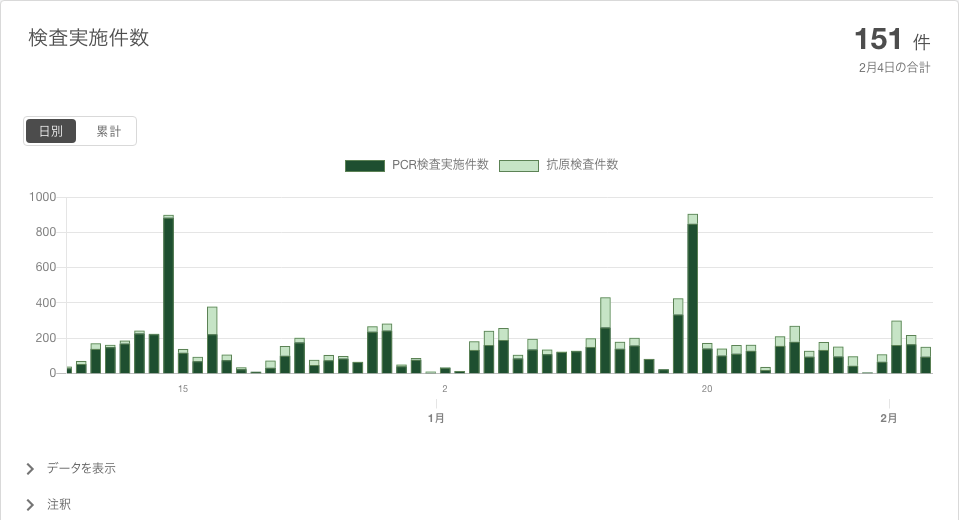 検査実施件数
151 件
2月4日の合計
日別 累計
PCR検査実施件数 抗原検査件数
1000
800
600
400
200
0
15 2 20
1月 2月
データを表示
注釈